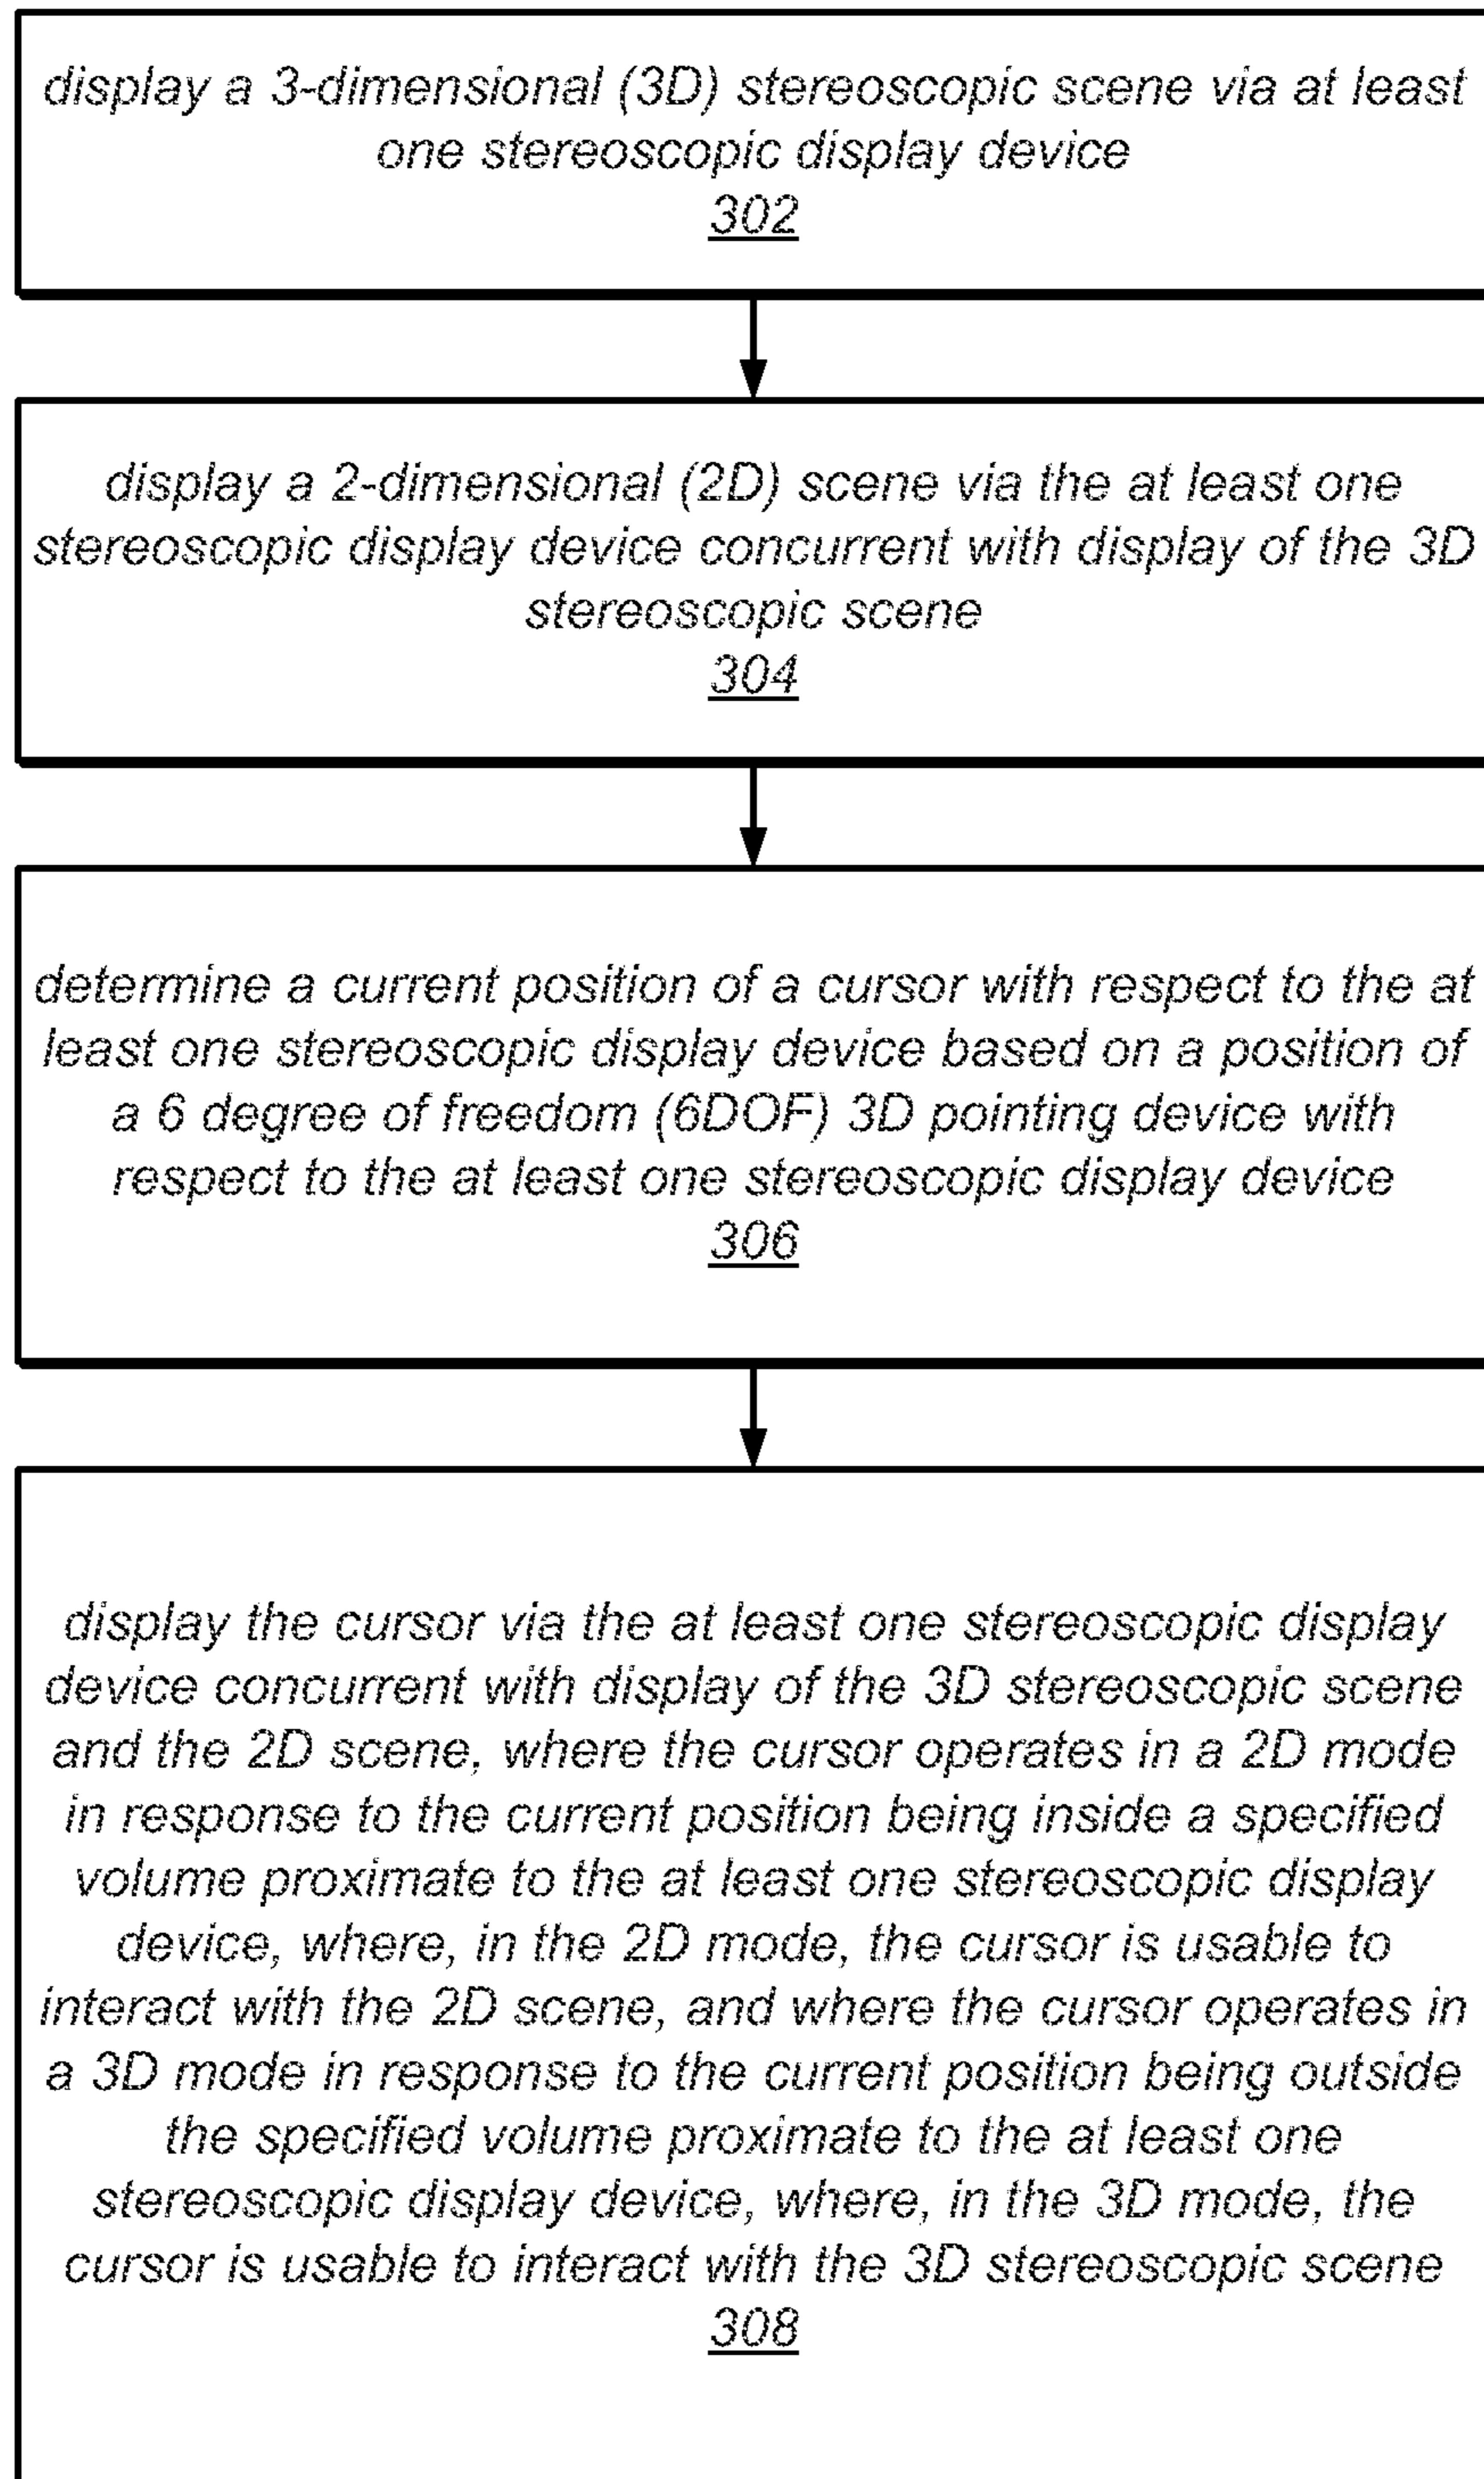 display a 3-dimensional (3D) stereoscopic scene via at least
one stereoscopic display device
302
display a 2-dimensional (2D) scene via the at least one
stereoscopic display device concurrent with display of the 3D
stereoscopic scene
304
determine a current position of a cursor with respect to the at
least one stereoscopic display device based on a position of
a 6 degree of freedom (6DOF) 3D pointing device with
respect to the at least one stereoscopic display device
306
display the cursor via the at least one stereoscopic display
device concurrent with display of the 3D stereoscopic scene
and the 2D scene, where the cursor operates in a 2D mode
in response to the current position being inside a specified
volume proximate to the at least one stereoscopic display
device, where, in the 2D mode, the cursor is usable to
interact with the 2D scene, and where the cursor operates in
a 3D mode in response to the current position being outside
the specified volume proximate to the at least one
stereoscopic display device, where, in the 3D mode, the
cursor is usable to interact with the 3D stereoscopic scene
308